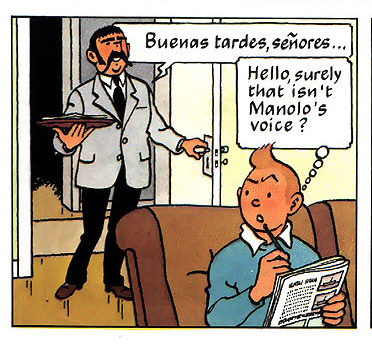 Buenas tardes, señores...
Hello, surely
that isn't
Manolo's
voice ?